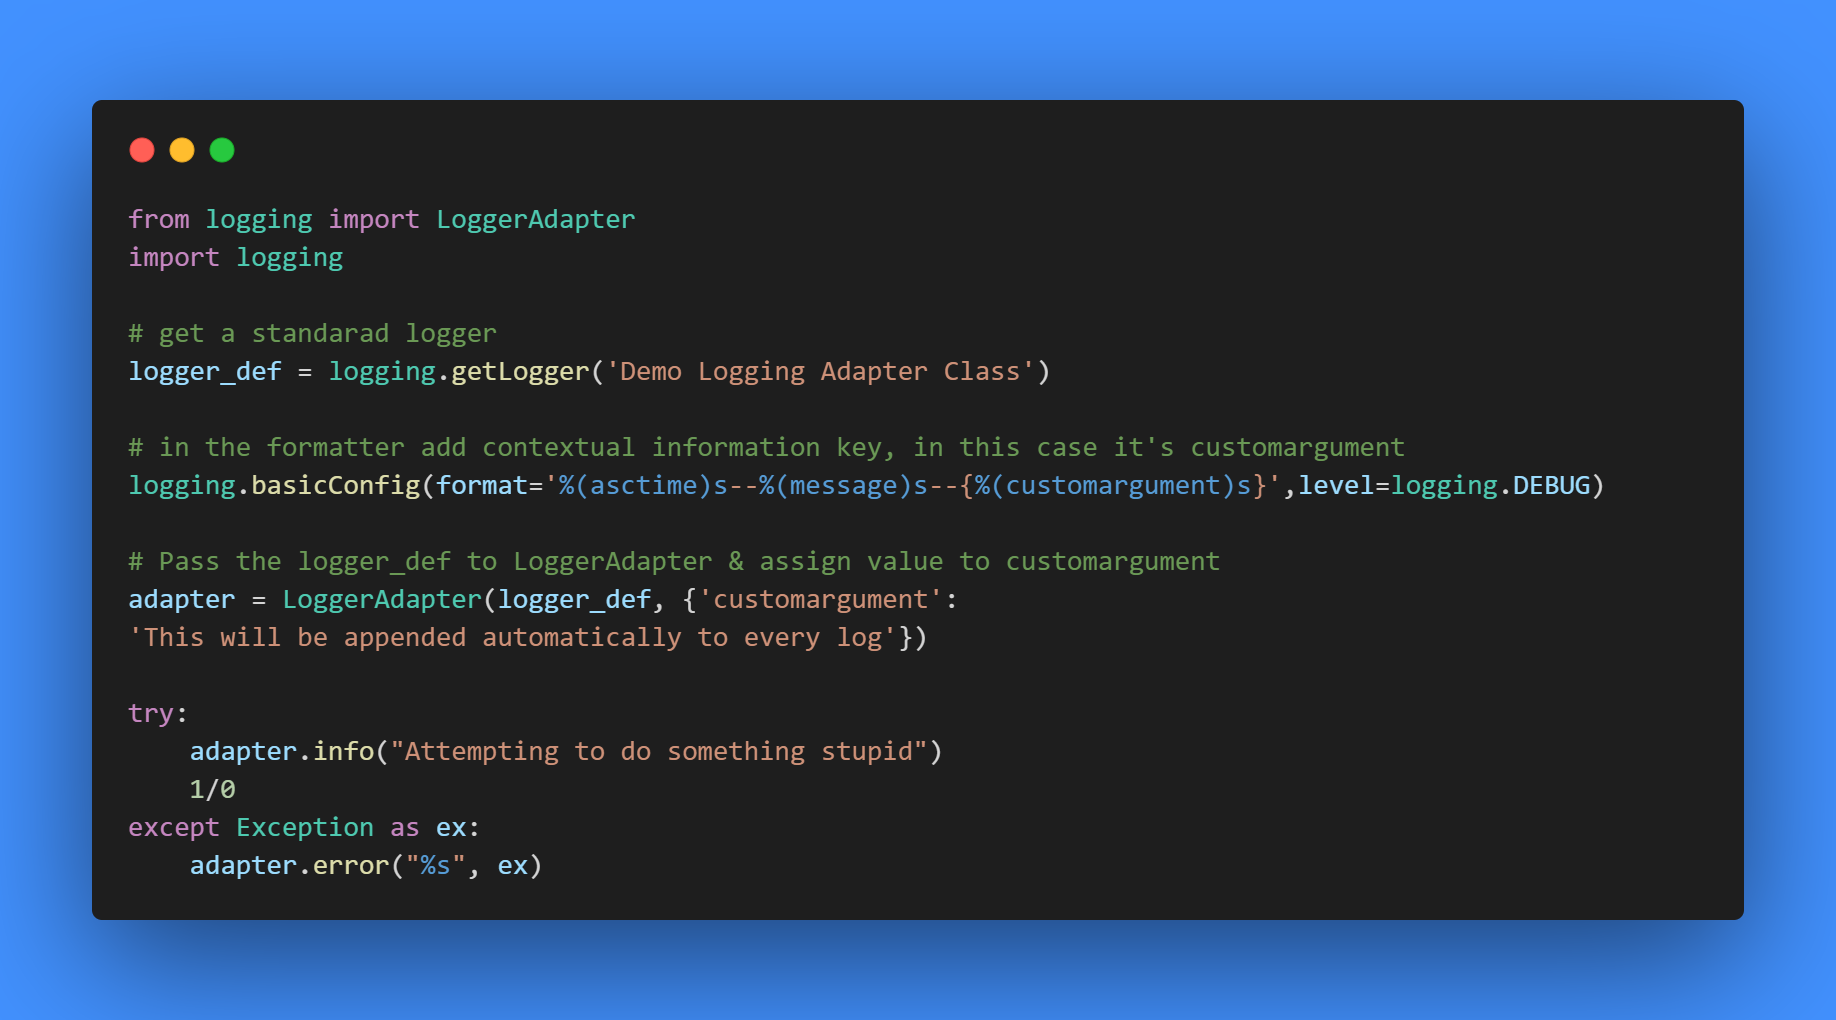 from logging import LoggerAdapter
import logging

# get a standarad logger
logger_def = logging.getLogger('Demo Logging Adapter Class')

# in the formatter add contextual information key, in this case it's customargument
logging.basicConfig(format='%(asctime)s--%(message)s--{%(customargument)s}',level=logging.DEBUG)

# Pass the logger_def to LoggerAdapter & assign value to customargument
adapter = LoggerAdapter(logger_def, {'customargument':
'This will be appended automatically to every log'})

try:
    adapter.info("Attempting to do something stupid")
    1/0
except Exception as ex:
    adapter.error("%s", ex)